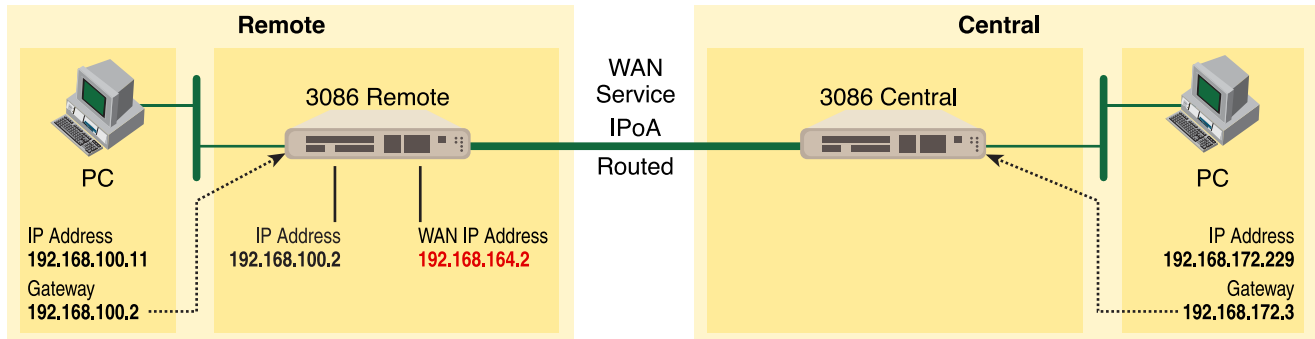 Remote
Central
3086 Remote
WAN
Service
IPoA
Routed
3086 Central
PC
PC
IP Address
192.168.100.11
Gateway
192.168.100.2
IP Address
192.168.100.2
WAN IP Address
192.168.164.2
IP Address
192.168.172.229
Gateway
192.168.172.3